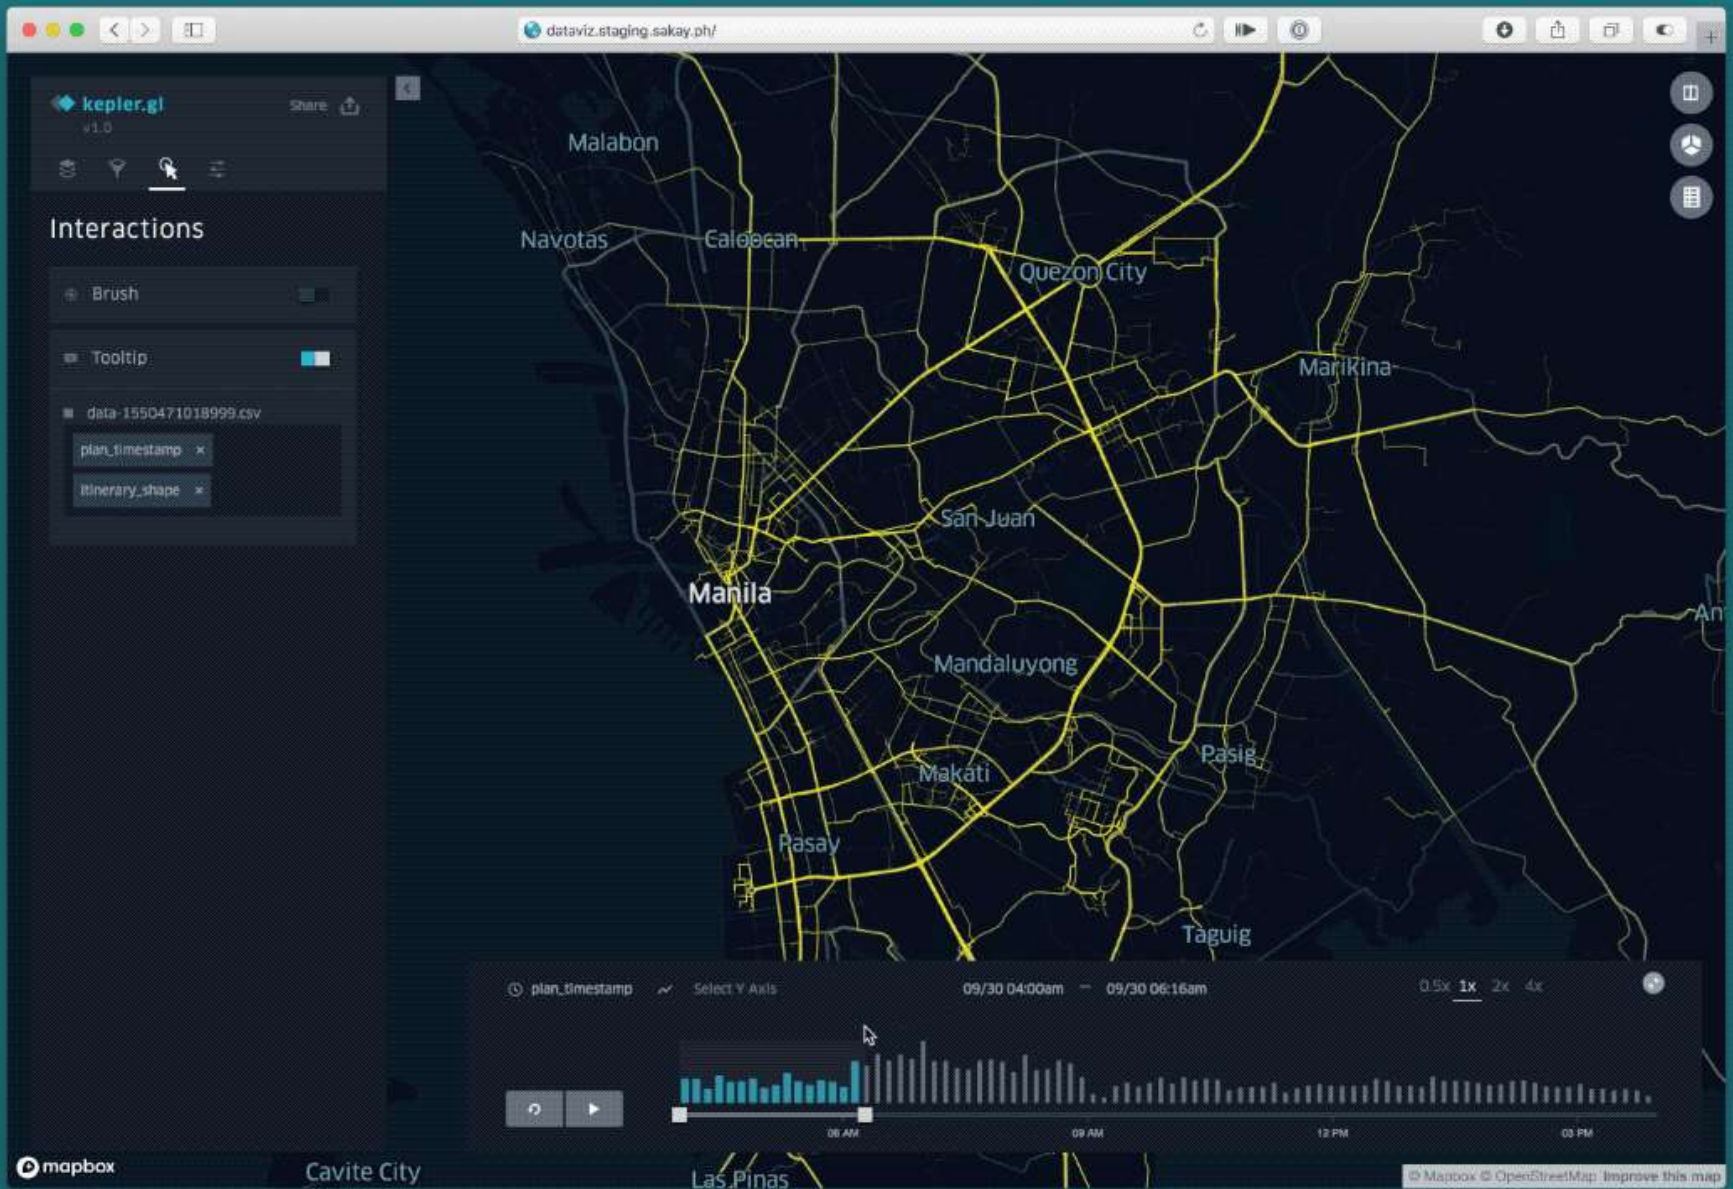 dataviz.staging.sakay.ph/
kepler.gl
v1.0
Share
Interactions
Brush
Tooltip
data-1550471018999.csv
plan_timestamp ×
itinerary_shape ×
Malabon
Navotas
Caloocan
Quezon City
Marikina
San Juan
Manila
An
Mandaluyong
Pasig
Makati
Pasay
Taguig
plan_timestamp Select Y Axis 09/30 04:00am — 09/30 06:16am 0.5x 1x 2x 4x
06 AM 09 AM 12 PM 03 PM
mapbox
Cavite City
Las Pinas
© Mapbox © OpenStreetMap Improve this map